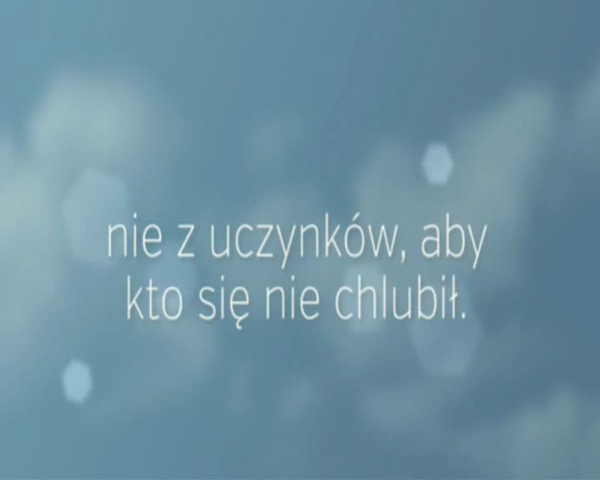 nie z uczynków, aby
kto się nie chlubił.